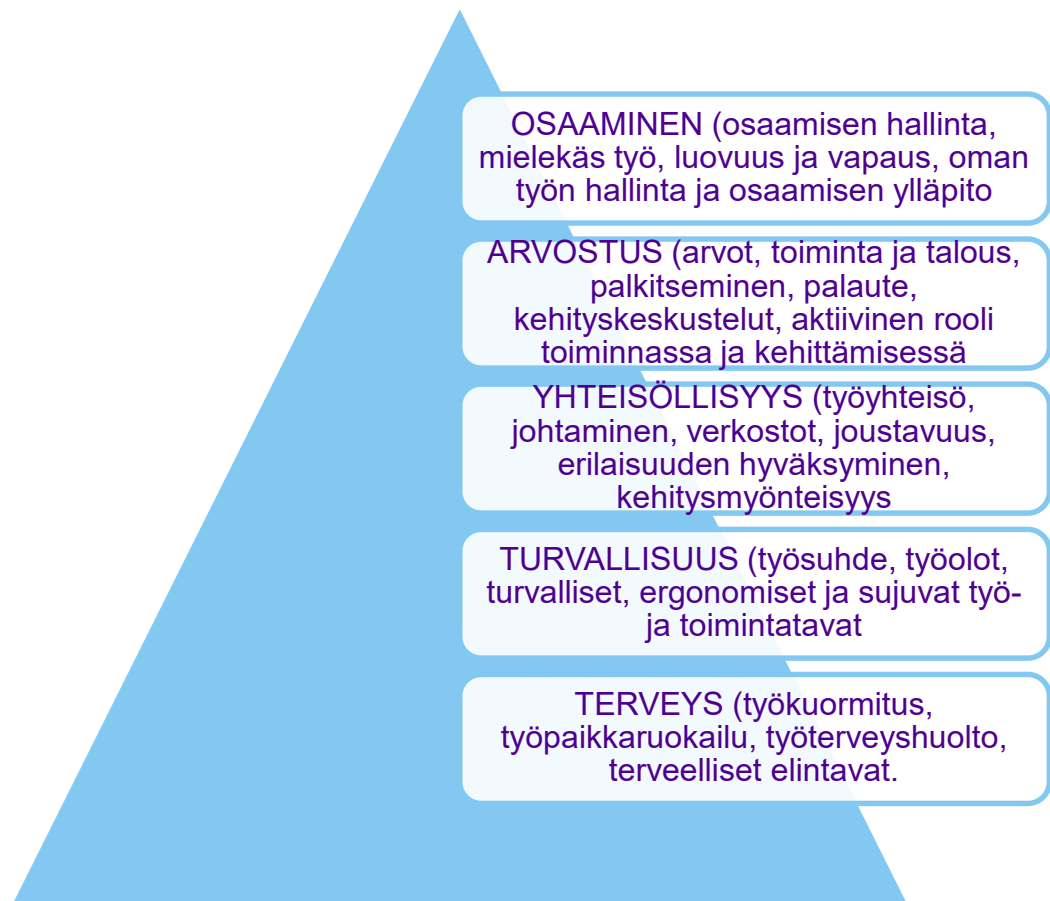 OSAAMINEN (osaamisen hallinta,
mielekäs työ, luovuus ja vapaus, oman
työn hallinta ja osaamisen ylläpito
ARVOSTUS (arvot, toiminta ja talous,
palkitseminen, palaute,
kehityskeskustelut, aktiivinen rooli
toiminnassa ja kehittämisessä
YHTEISÖLLISYYS (työyhteisö,
johtaminen, verkostot, joustavuus,
erilaisuuden hyväksyminen,
kehitysmyönteisyys
TURVALLISUUS (työsuhde, työolot,
turvalliset, ergonomiset ja sujuvat työ-
ja toimintatavat
TERVEYS (työkuormitus,
työpaikkaruokailu, työterveyshuolto,
terveelliset elintavat.